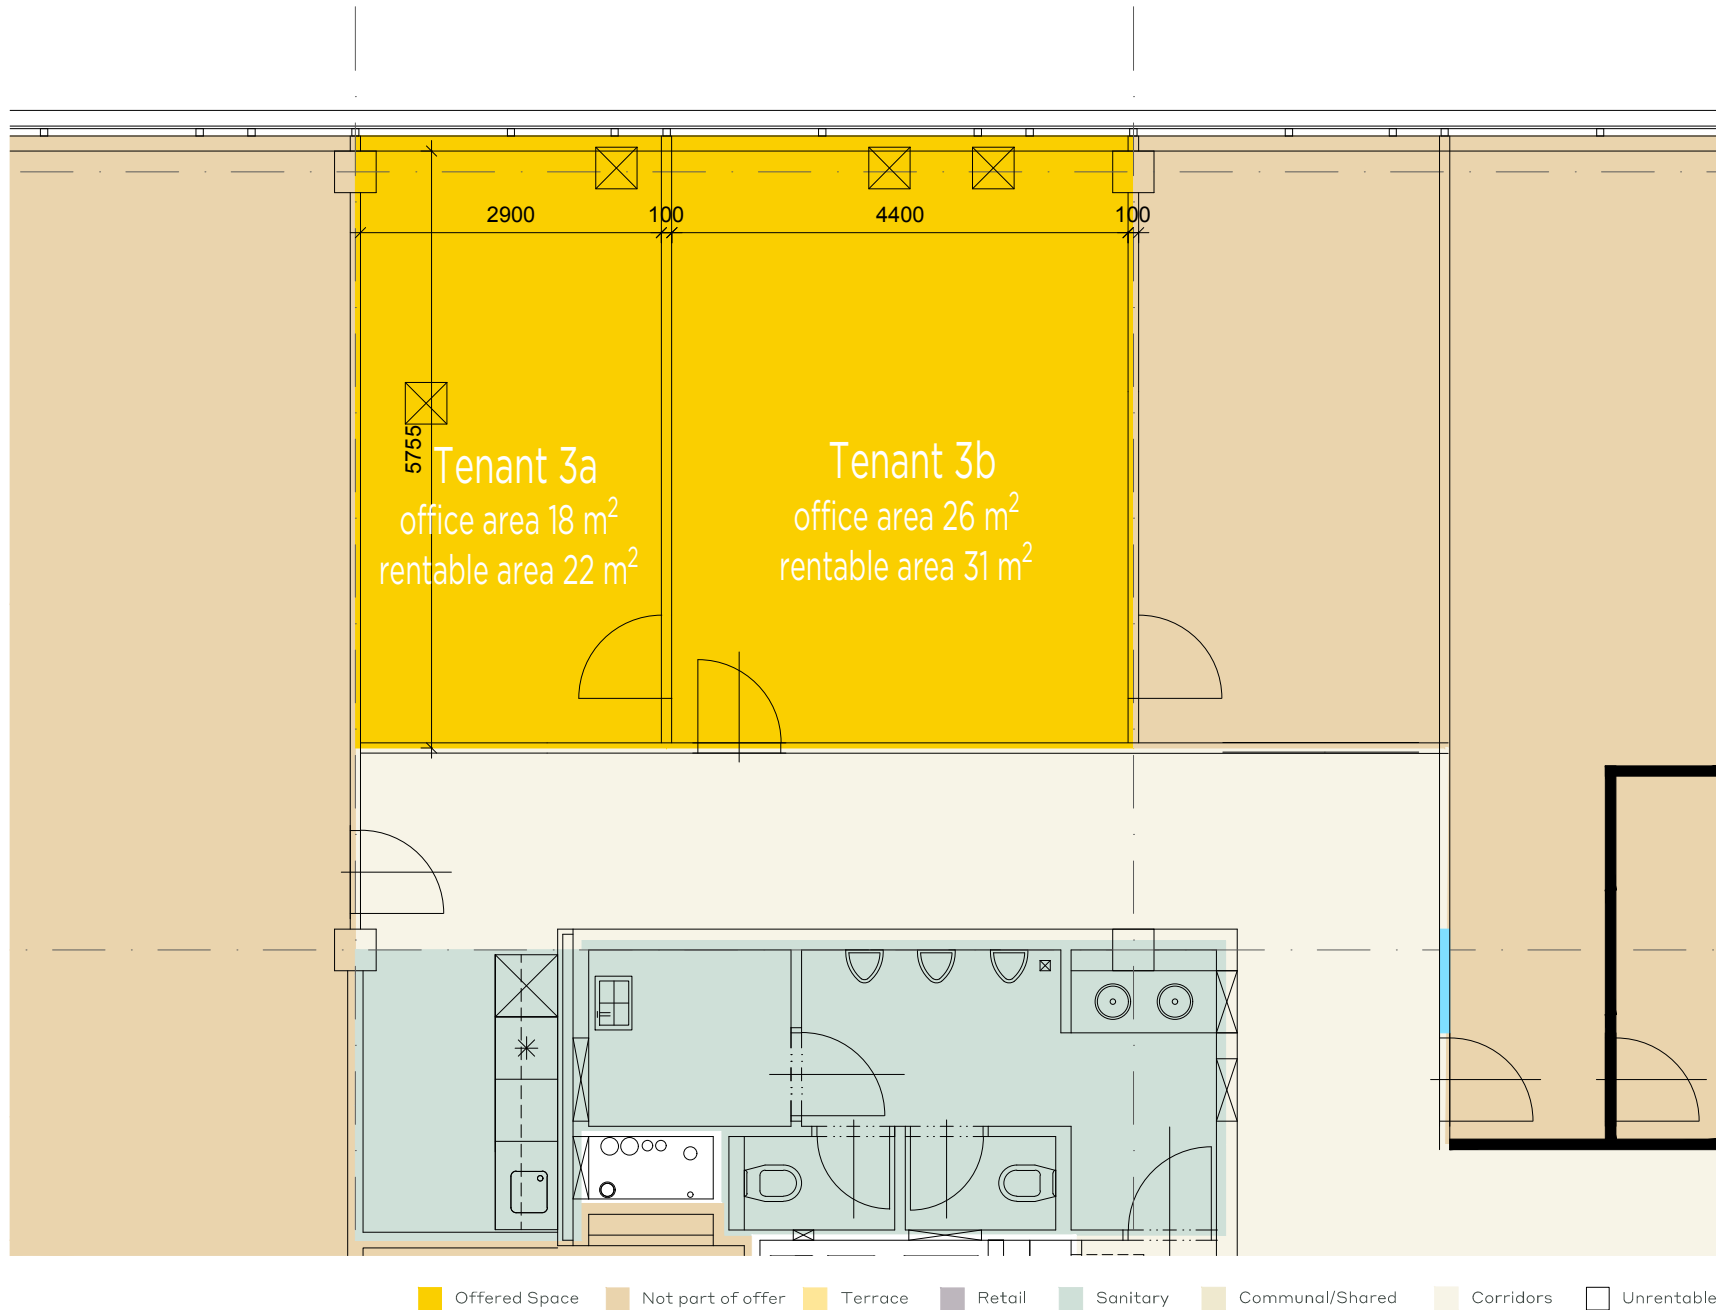 2900 100 4400 100
5755
Tenant 3a
office area 18 m²
rentable area 22 m²
Tenant 3b
office area 26 m²
rentable area 31 m²
Offered Space Not part of offer Terrace Retail Sanitary Communal/Shared Corridors Unrentable